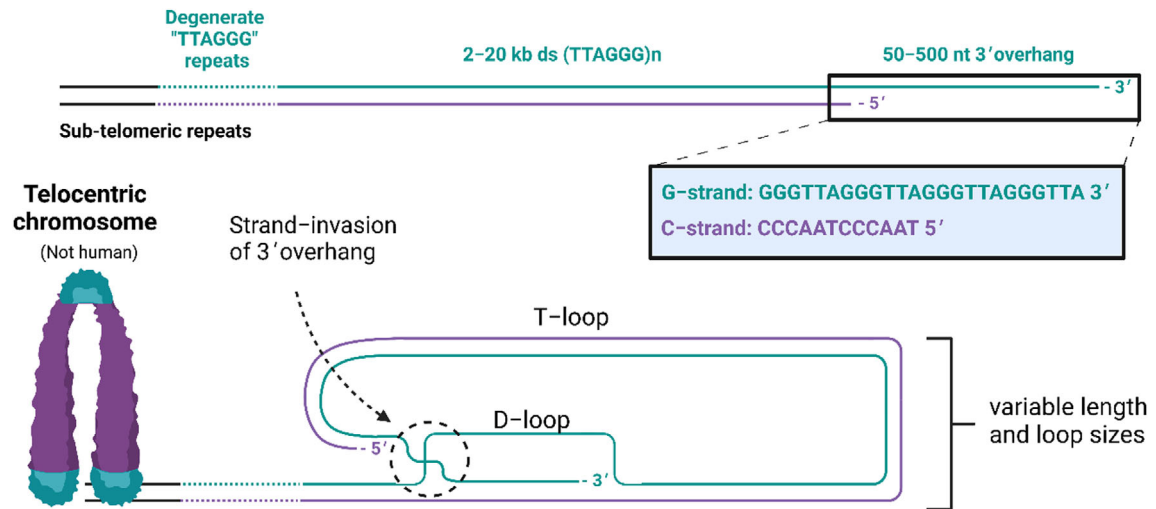 Degenerate
"TTAGGG"
repeats
2–20 kb ds (TTAGGG)n
50–500 nt 3′overhang
- 3′
- 5′
Sub-telomeric repeats
G-strand: GGGTTAGGGTTAGGGTTAGGGTTA 3′
C-strand: CCCAATCCCAAT 5′
Telocentric
chromosome
(Not human)
Strand-invasion
of 3′overhang
T-loop
D-loop
- 5′
- 3′
variable length
and loop sizes